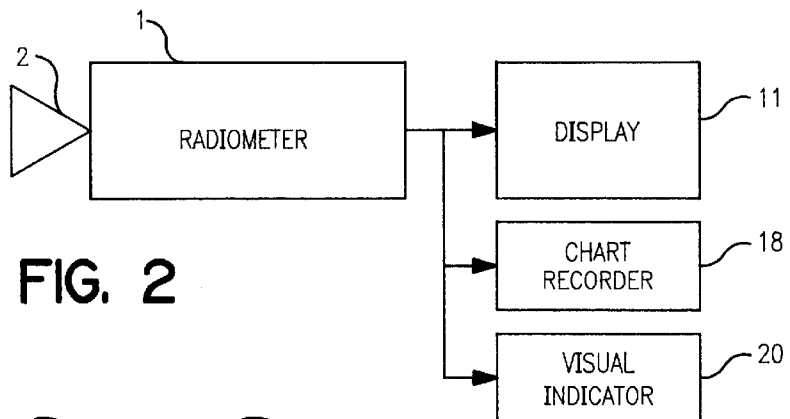 1
2
RADIOMETER
DISPLAY
11
CHART
RECORDER
18
FIG. 2
VISUAL
INDICATOR
20